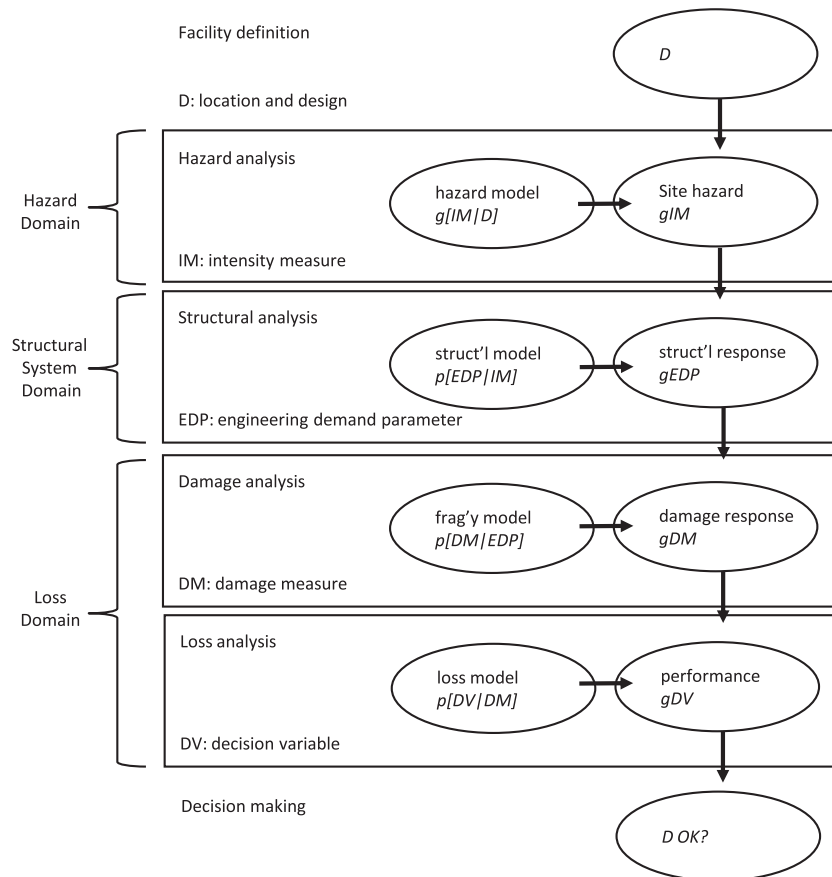 Facility definition
D
D: location and design
Hazard analysis
hazard model
g[IM|D]
Site hazard
gIM
Hazard
Domain
IM: intensity measure
Structural analysis
Structural
System
Domain
struct’l model
p[EDP|IM]
struct’l response
gEDP
EDP: engineering demand parameter
Damage analysis
frag’y model
p[DM|EDP]
damage response
gDM
DM: damage measure
Loss
Domain
Loss analysis
loss model
p[DV|DM]
performance
gDV
DV: decision variable
Decision making
D OK?